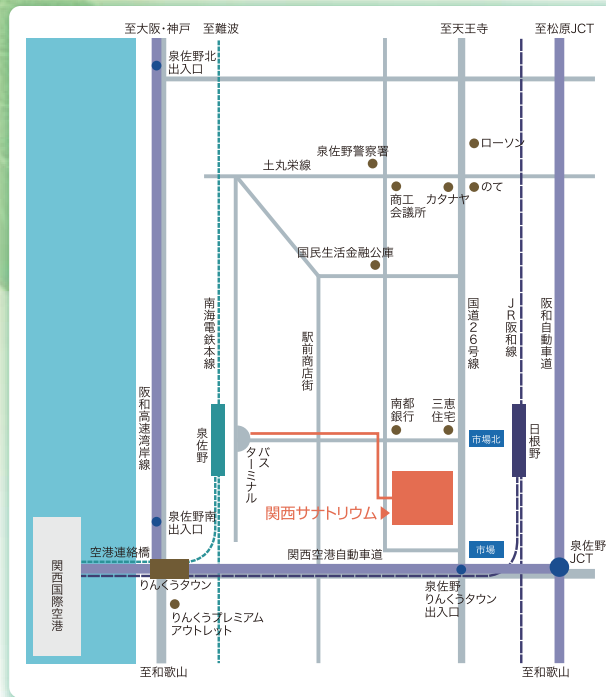 至大阪・神戸
至難波
至天王寺
至松原JCT
泉佐野北
出入口
ローソン
泉佐野警察署
土丸栄線
商工
会議所
カタナヤ
のて
国民生活金融公庫
南海電鉄本線
駅前商店街
国道26号線
JR阪和線
阪和自動車道
阪和高速湾岸線
泉佐野
バス
ターミナル
南都
銀行
三恵
住宅
市場北
日根野
関西サナトリウム
泉佐野南
出入口
市場
泉佐野
JCT
空港連絡橋
関西空港自動車道
関西国際空港
りんくうタウン
泉佐野
りんくうタウン
出入口
りんくうプレミアム
アウトレット
至和歌山
至和歌山